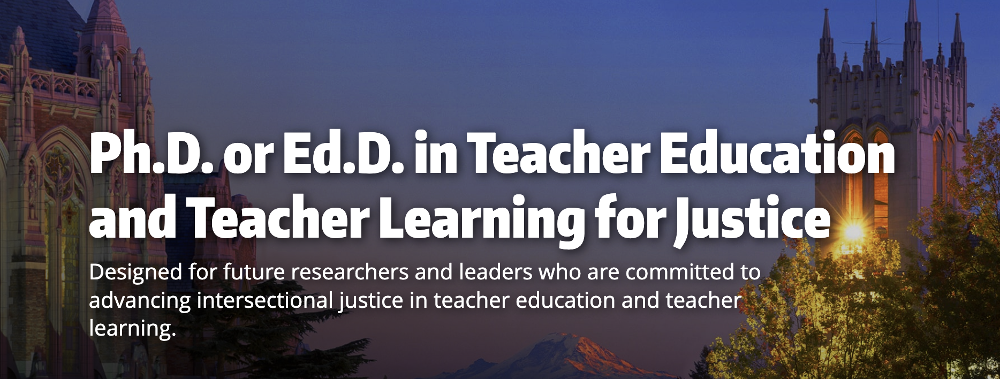 Ph.D. or Ed.D. in Teacher Education
and Teacher Learning for Justice
Designed for future researchers and leaders who are committed to
advancing intersectional justice in teacher education and teacher
learning.